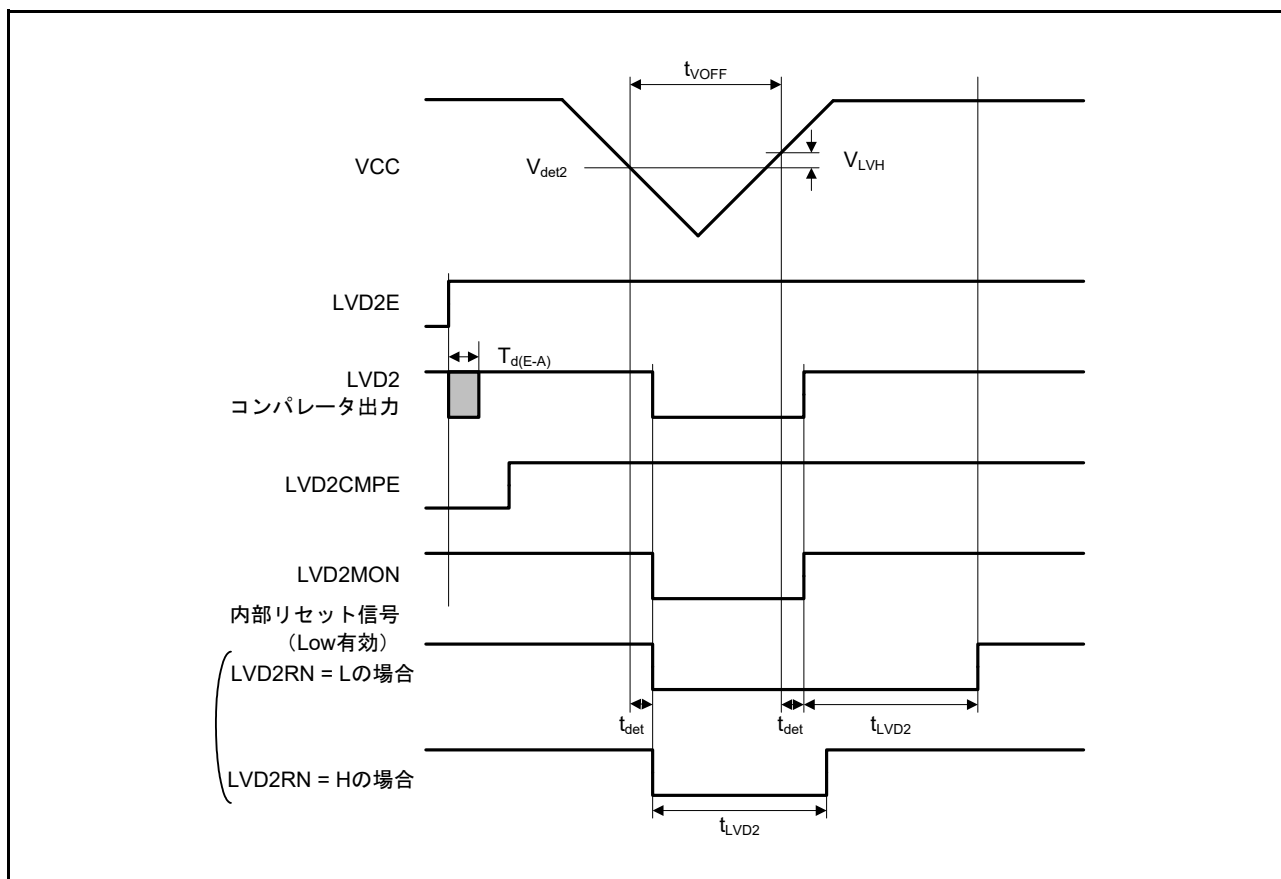 tVOFF
VCC
Vdet2
VLVH
LVD2E
Td(E-A)
LVD2
コンパレータ出力
LVD2CMPE
LVD2MON
内部リセット信号
（Low有効）
LVD2RN = Lの場合
tdet
tdet
tLVD2
LVD2RN = Hの場合
tLVD2